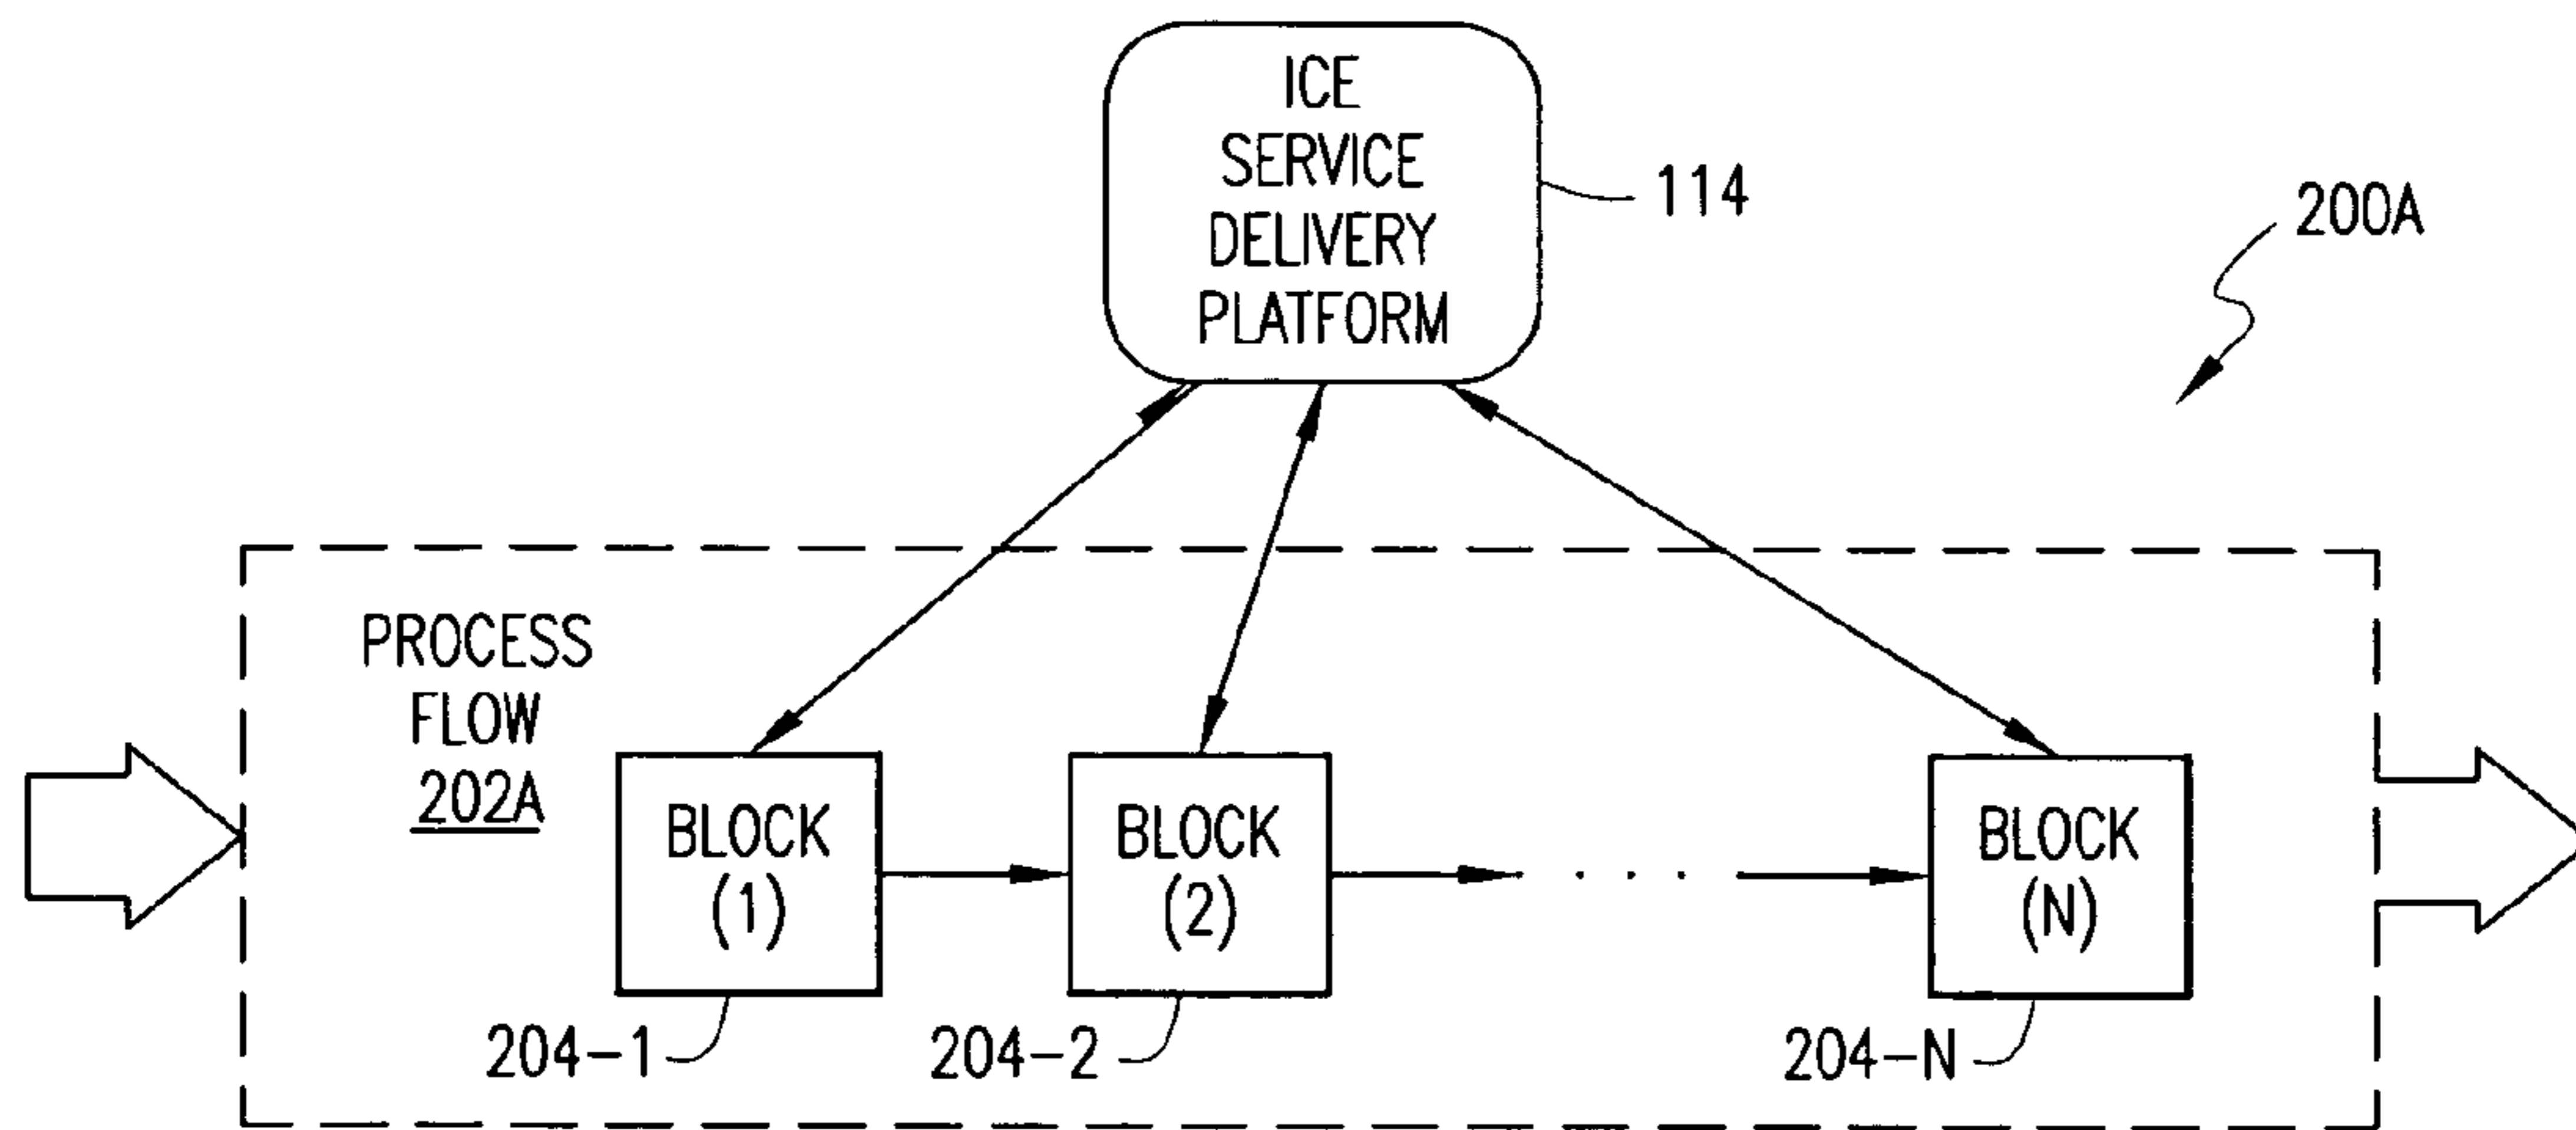 ICE
SERVICE
DELIVERY
PLATFORM
114
200A
PROCESS
FLOW
202A
BLOCK
(1)
BLOCK
(2)
BLOCK
(N)
204-1
204-2
204-N